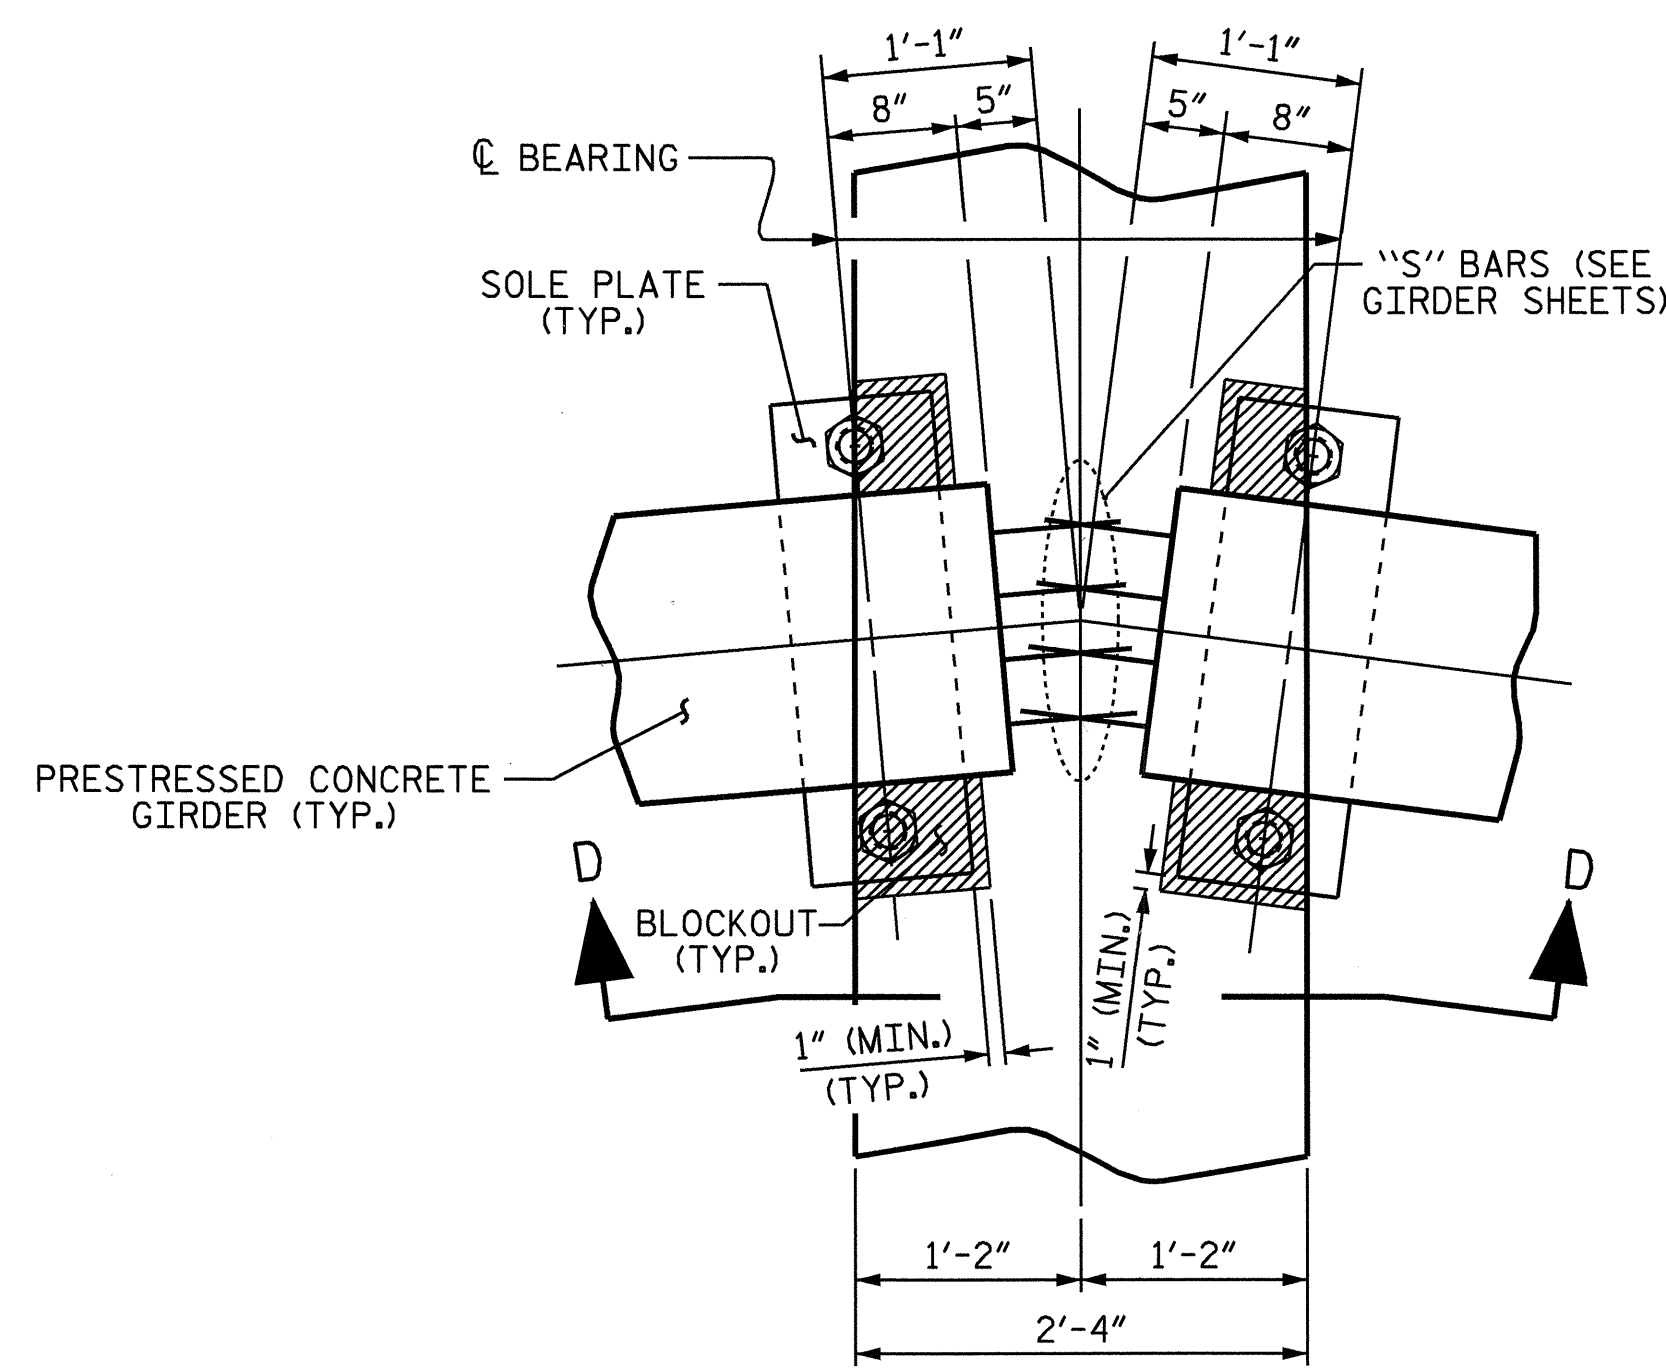 1'-1"
1'-1"
8"
5"
5"
8"
℄ BEARING
"S" BARS (SEE
GIRDER SHEETS)
SOLE PLATE
(TYP.)
PRESTRESSED CONCRETE
GIRDER (TYP.)
D
D
BLOCKOUT
(TYP.)
1" (MIN.)
(TYP.)
1" (MIN.)
(TYP.)
1'-2"
1'-2"
2'-4"